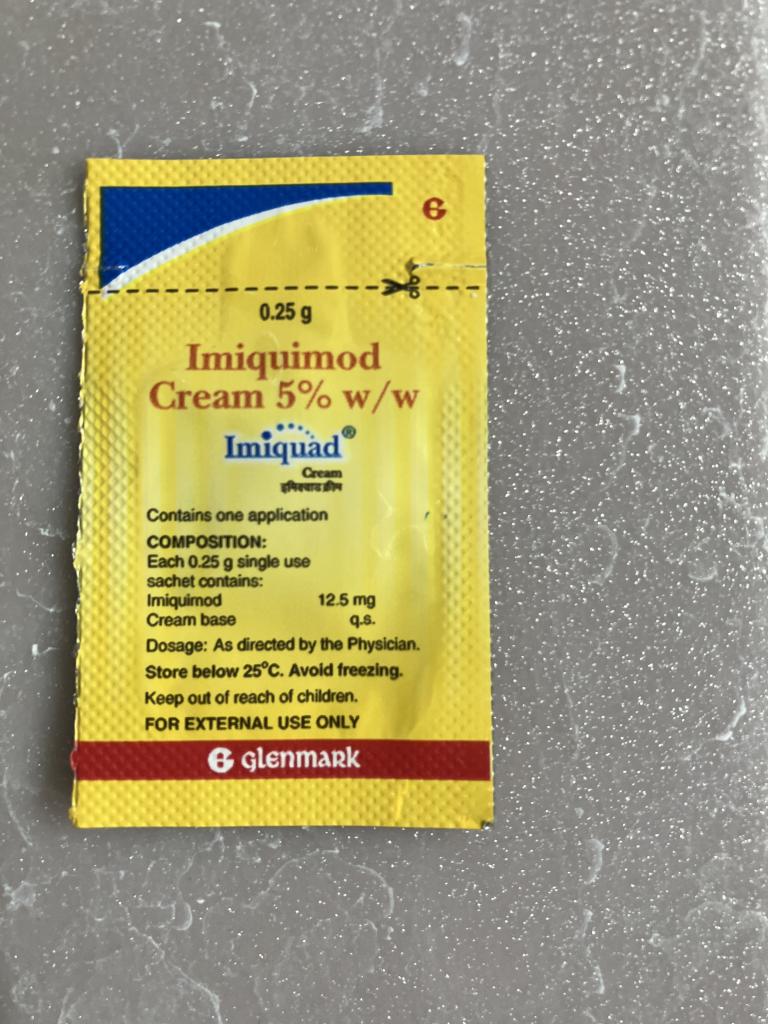 G
0.25 g
Imiquimod
Cream 5% w/w
Imiquad®
Cream
इमिक्वाड क्रीम
Contains one application
COMPOSITION:
Each 0.25 g single use
sachet contains:
Imiquimod 12.5 mg
Cream base q.s.
Dosage: As directed by the Physician.
Store below 25°C. Avoid freezing.
Keep out of reach of children.
FOR EXTERNAL USE ONLY
G glenmark